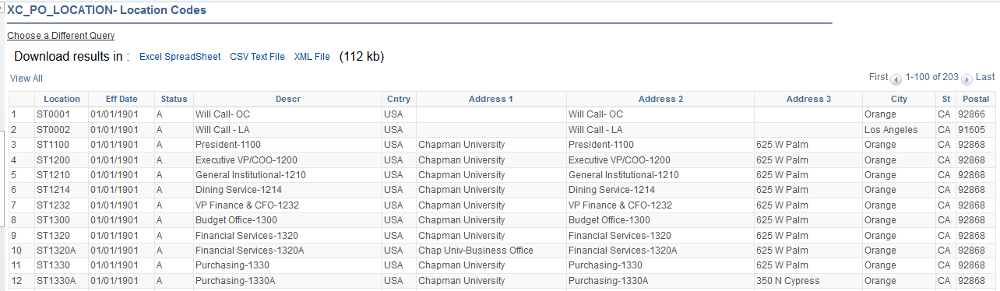 XC_PO_LOCATION- Location Codes
Choose a Different Query
Download results in : Excel SpreadSheet CSV Text File XML File (112 kb)
View All First 1-100 of 203 Last
Location Eff Date Status Descr Cntry Address 1 Address 2 Address 3 City St Postal
1 ST0001 01/01/1901 A Will Call- OC USA Will Call- OC Orange CA 92866
2 ST0002 01/01/1901 A Will Call - LA USA Will Call - LA Los Angeles CA 91605
3 ST1100 01/01/1901 A President-1100 USA Chapman University President-1100 625 W Palm Orange CA 92868
4 ST1200 01/01/1901 A Executive VP/COO-1200 USA Chapman University Executive VP/COO-1200 625 W Palm Orange CA 92868
5 ST1210 01/01/1901 A General Institutional-1210 USA Chapman University General Institutional-1210 625 W Palm Orange CA 92868
6 ST1214 01/01/1901 A Dining Service-1214 USA Chapman University Dining Service-1214 625 W Palm Orange CA 92868
7 ST1232 01/01/1901 A VP Finance & CFO-1232 USA Chapman University VP Finance & CFO-1232 625 W Palm Orange CA 92868
8 ST1300 01/01/1901 A Budget Office-1300 USA Chapman University Budget Office-1300 625 W Palm Orange CA 92868
9 ST1320 01/01/1901 A Financial Services-1320 USA Chapman University Financial Services-1320 625 W Palm Orange CA 92868
10 ST1320A 01/01/1901 A Financial Services-1320A USA Chap Univ-Business Office Financial Services-1320A 625 W Palm Orange CA 92868
11 ST1330 01/01/1901 A Purchasing-1330 USA Chapman University Purchasing-1330 625 W Palm Orange CA 92868
12 ST1330A 01/01/1901 A Purchasing-1330A USA Chapman University Purchasing-1330A 350 N Cypress Orange CA 92868